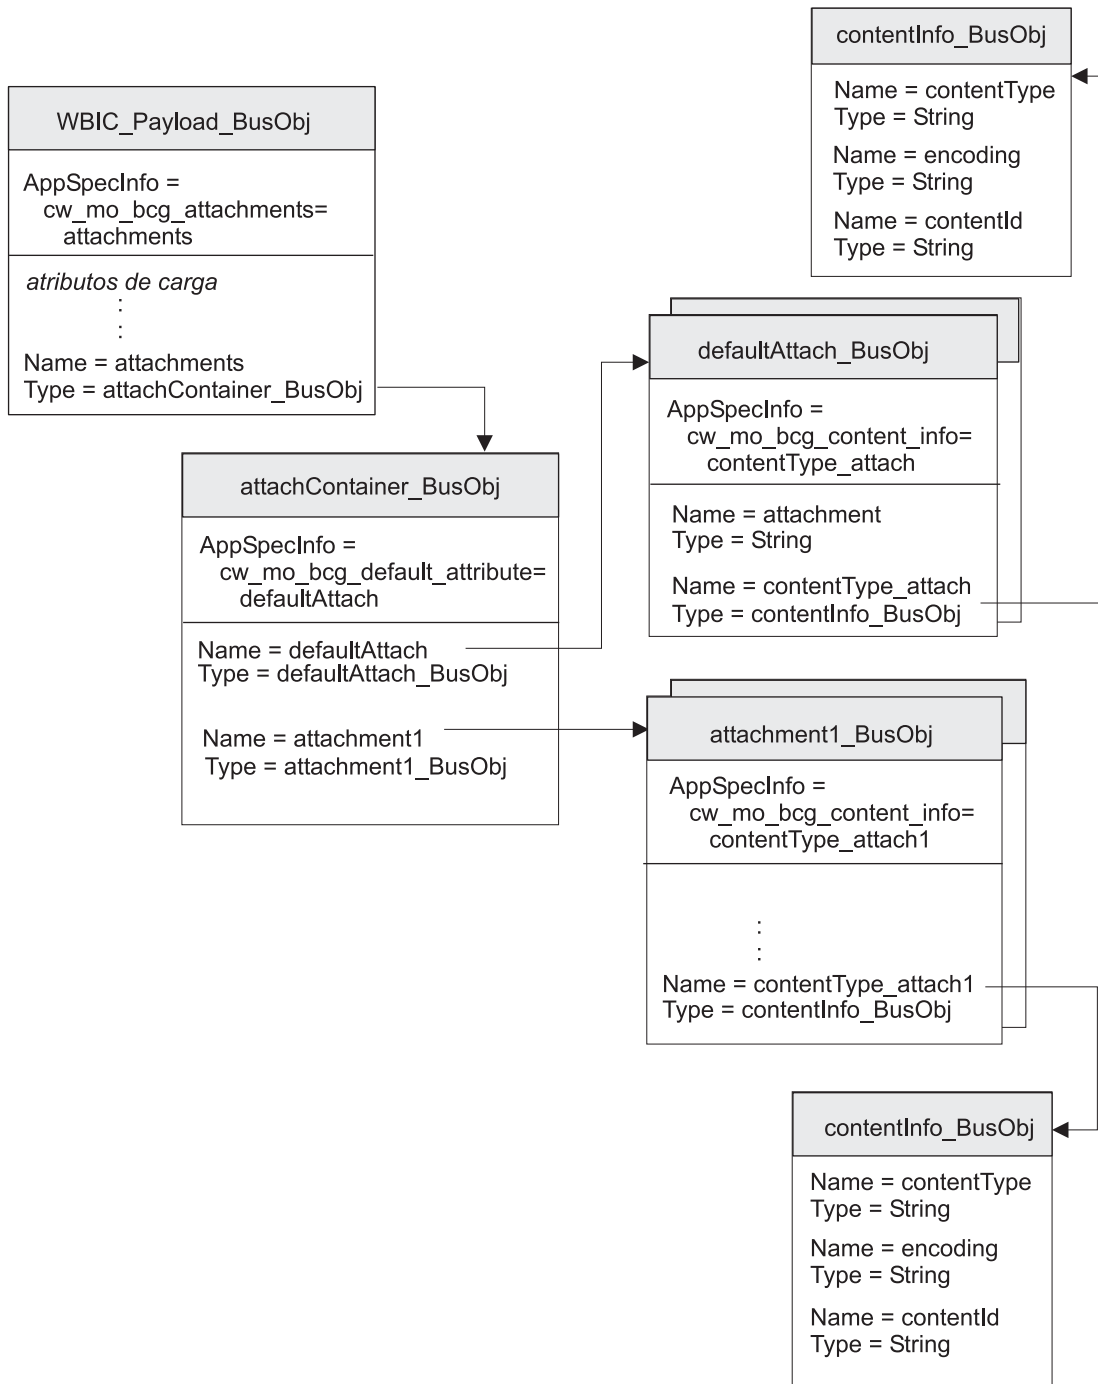 contentInfo_BusObj
Name = contentType
Type = String
Name = encoding
Type = String
Name = contentId
Type = String
WBIC_Payload_BusObj
AppSpecInfo =
cw_mo_bcg_attachments=
attachments
atributos de carga
:
:
Name = attachments
Type = attachContainer_BusObj
defaultAttach_BusObj
AppSpecInfo =
cw_mo_bcg_content_info=
contentType_attach
Name = attachment
Type = String
Name = contentType_attach
Type = contentInfo_BusObj
attachContainer_BusObj
AppSpecInfo =
cw_mo_bcg_default_attribute=
defaultAttach
Name = defaultAttach
Type = defaultAttach_BusObj
Name = attachment1
Type = attachment1_BusObj
attachment1_BusObj
AppSpecInfo =
cw_mo_bcg_content_info=
contentType_attach1
:
:
Name = contentType_attach1
Type = contentInfo_BusObj
contentInfo_BusObj
Name = contentType
Type = String
Name = encoding
Type = String
Name = contentId
Type = String